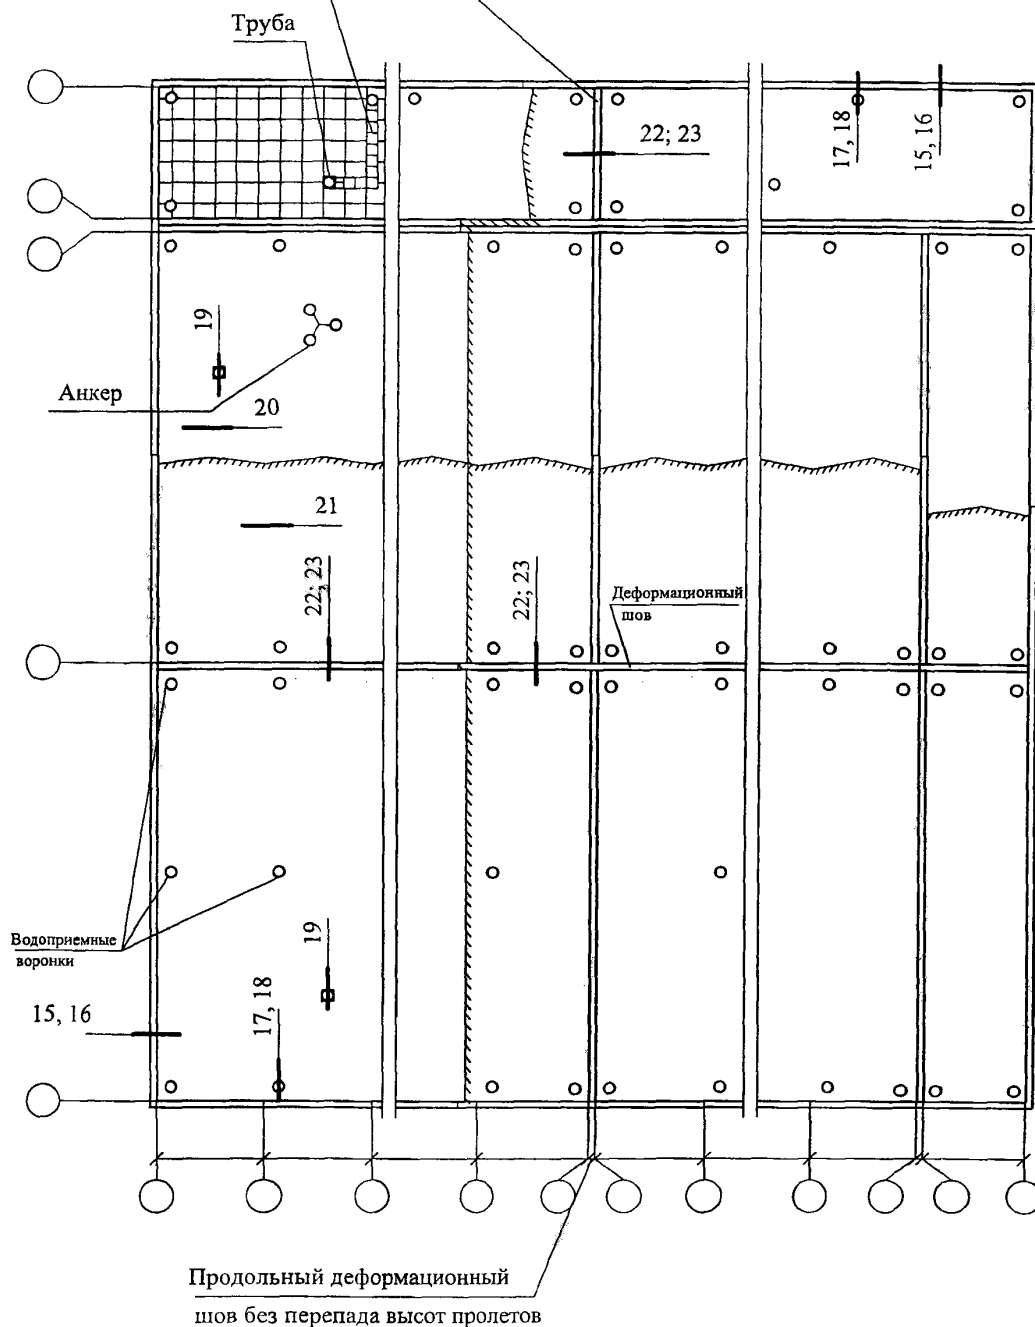 Труба
22; 23
17, 18
15, 16
19
Анкер
20
21
22; 23
22; 23
Деформационный
шов
Водоприемные
воронки
19
15, 16
17, 18
Продольный деформационный
шов без перепада высот пролетов